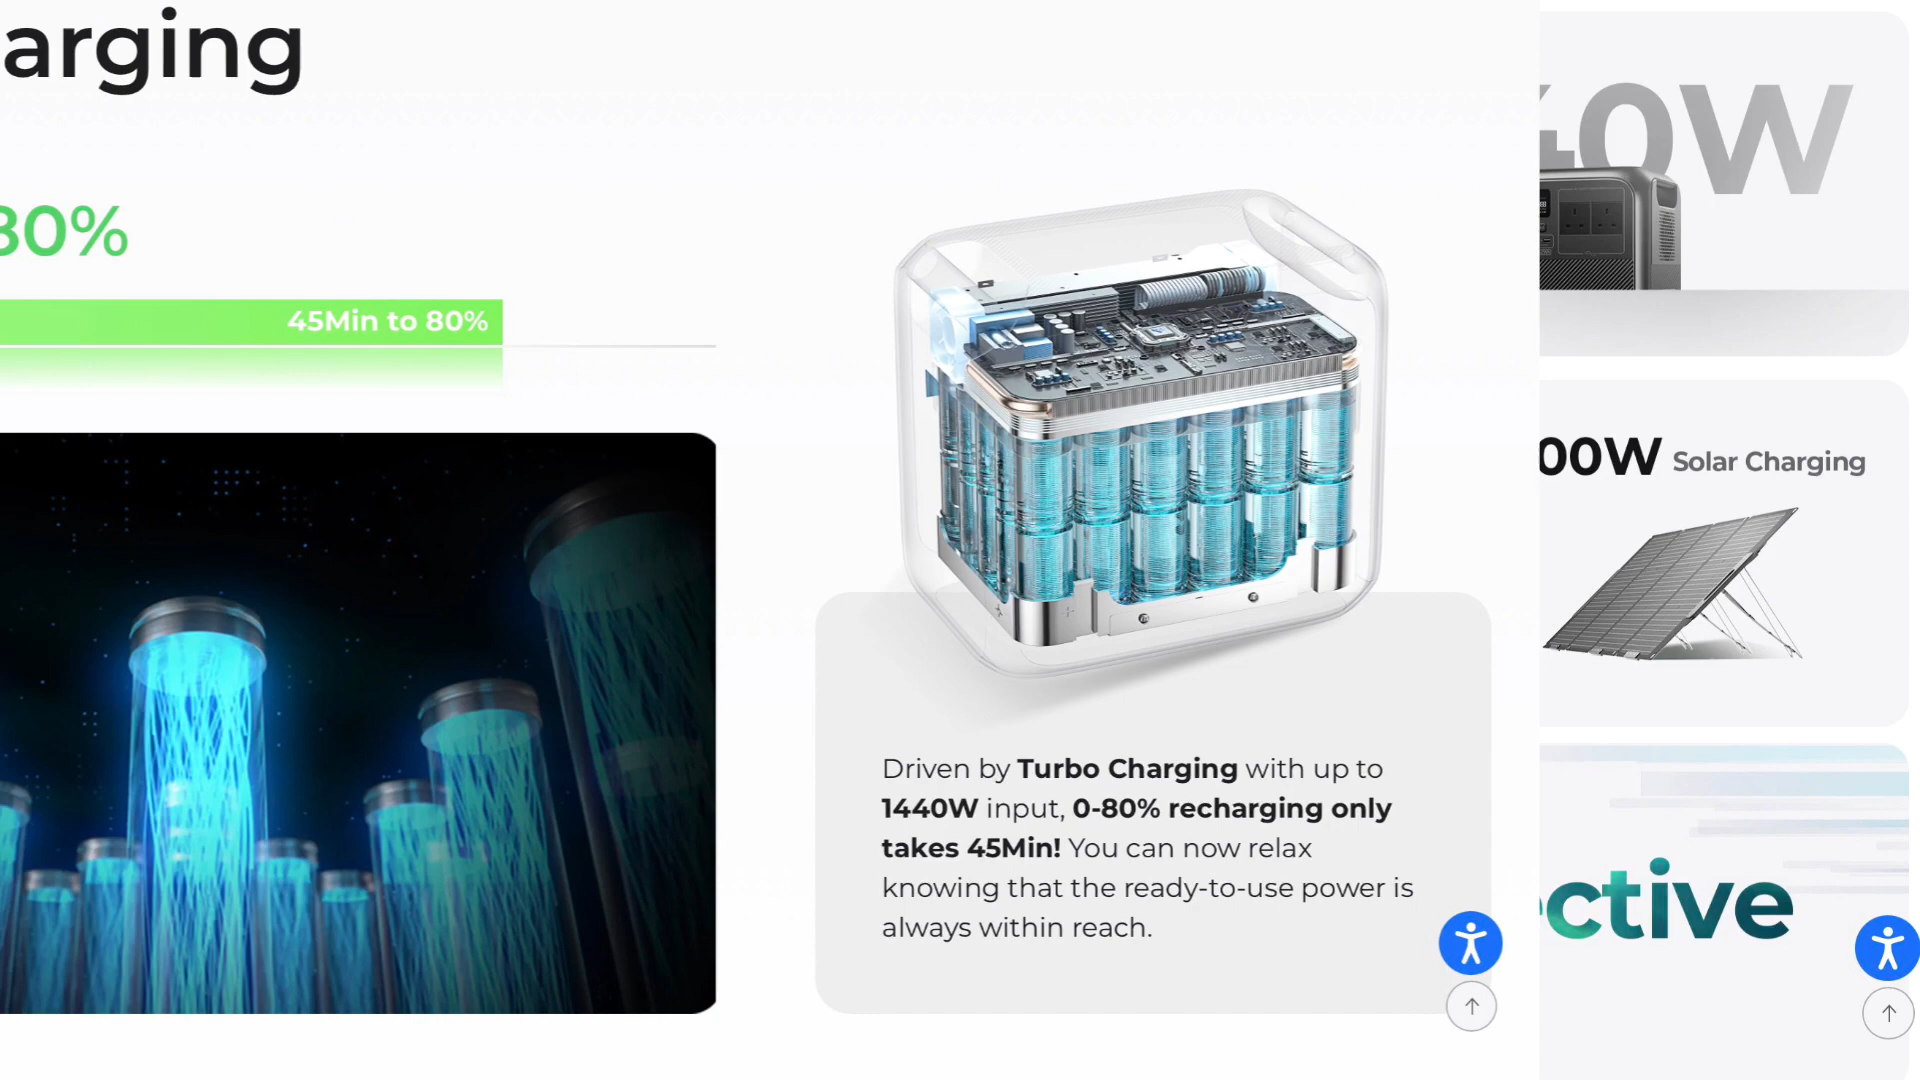 arging
80%
45Min to 80%
Driven by Turbo Charging with up to
1440W input, 0-80% recharging only
takes 45Min! You can now relax
knowing that the ready-to-use power is
always within reach.
40W
00W Solar Charging
ctive